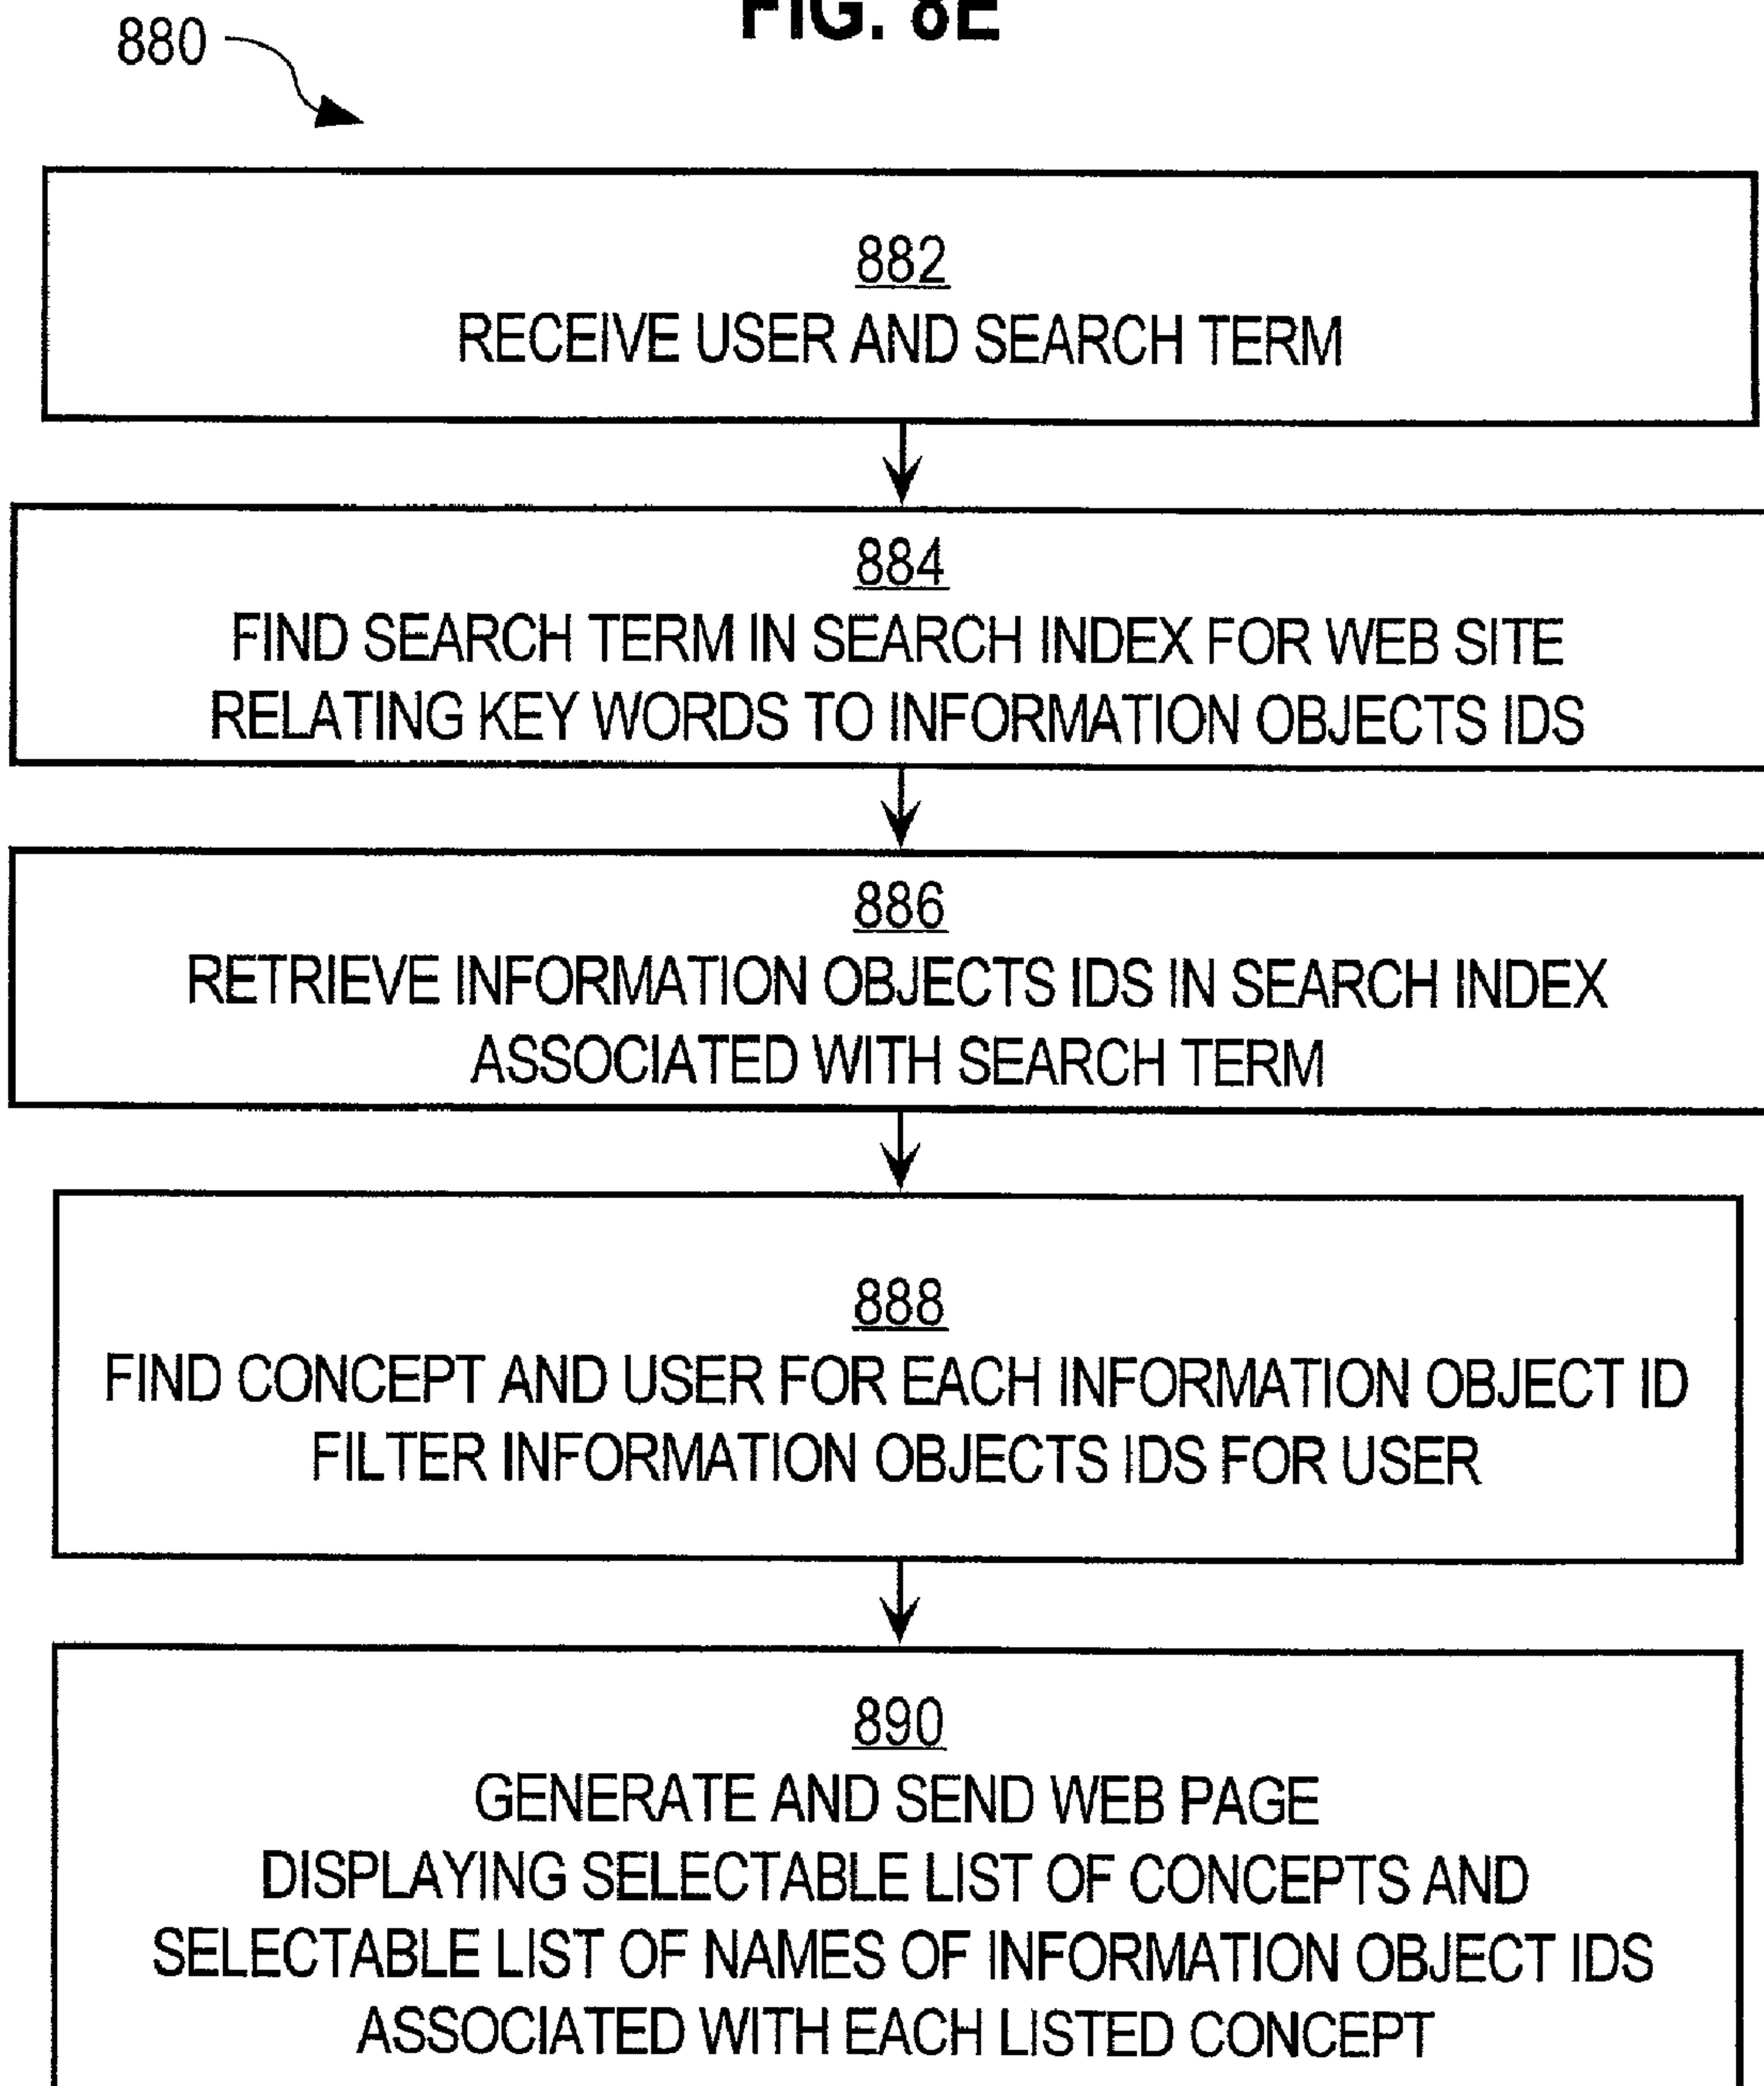 FIG. 8E
880
882
RECEIVE USER AND SEARCH TERM
884
FIND SEARCH TERM IN SEARCH INDEX FOR WEB SITE
RELATING KEY WORDS TO INFORMATION OBJECTS IDS
886
RETRIEVE INFORMATION OBJECTS IDS IN SEARCH INDEX
ASSOCIATED WITH SEARCH TERM
888
FIND CONCEPT AND USER FOR EACH INFORMATION OBJECT ID
FILTER INFORMATION OBJECTS IDS FOR USER
890
GENERATE AND SEND WEB PAGE
DISPLAYING SELECTABLE LIST OF CONCEPTS AND
SELECTABLE LIST OF NAMES OF INFORMATION OBJECT IDS
ASSOCIATED WITH EACH LISTED CONCEPT